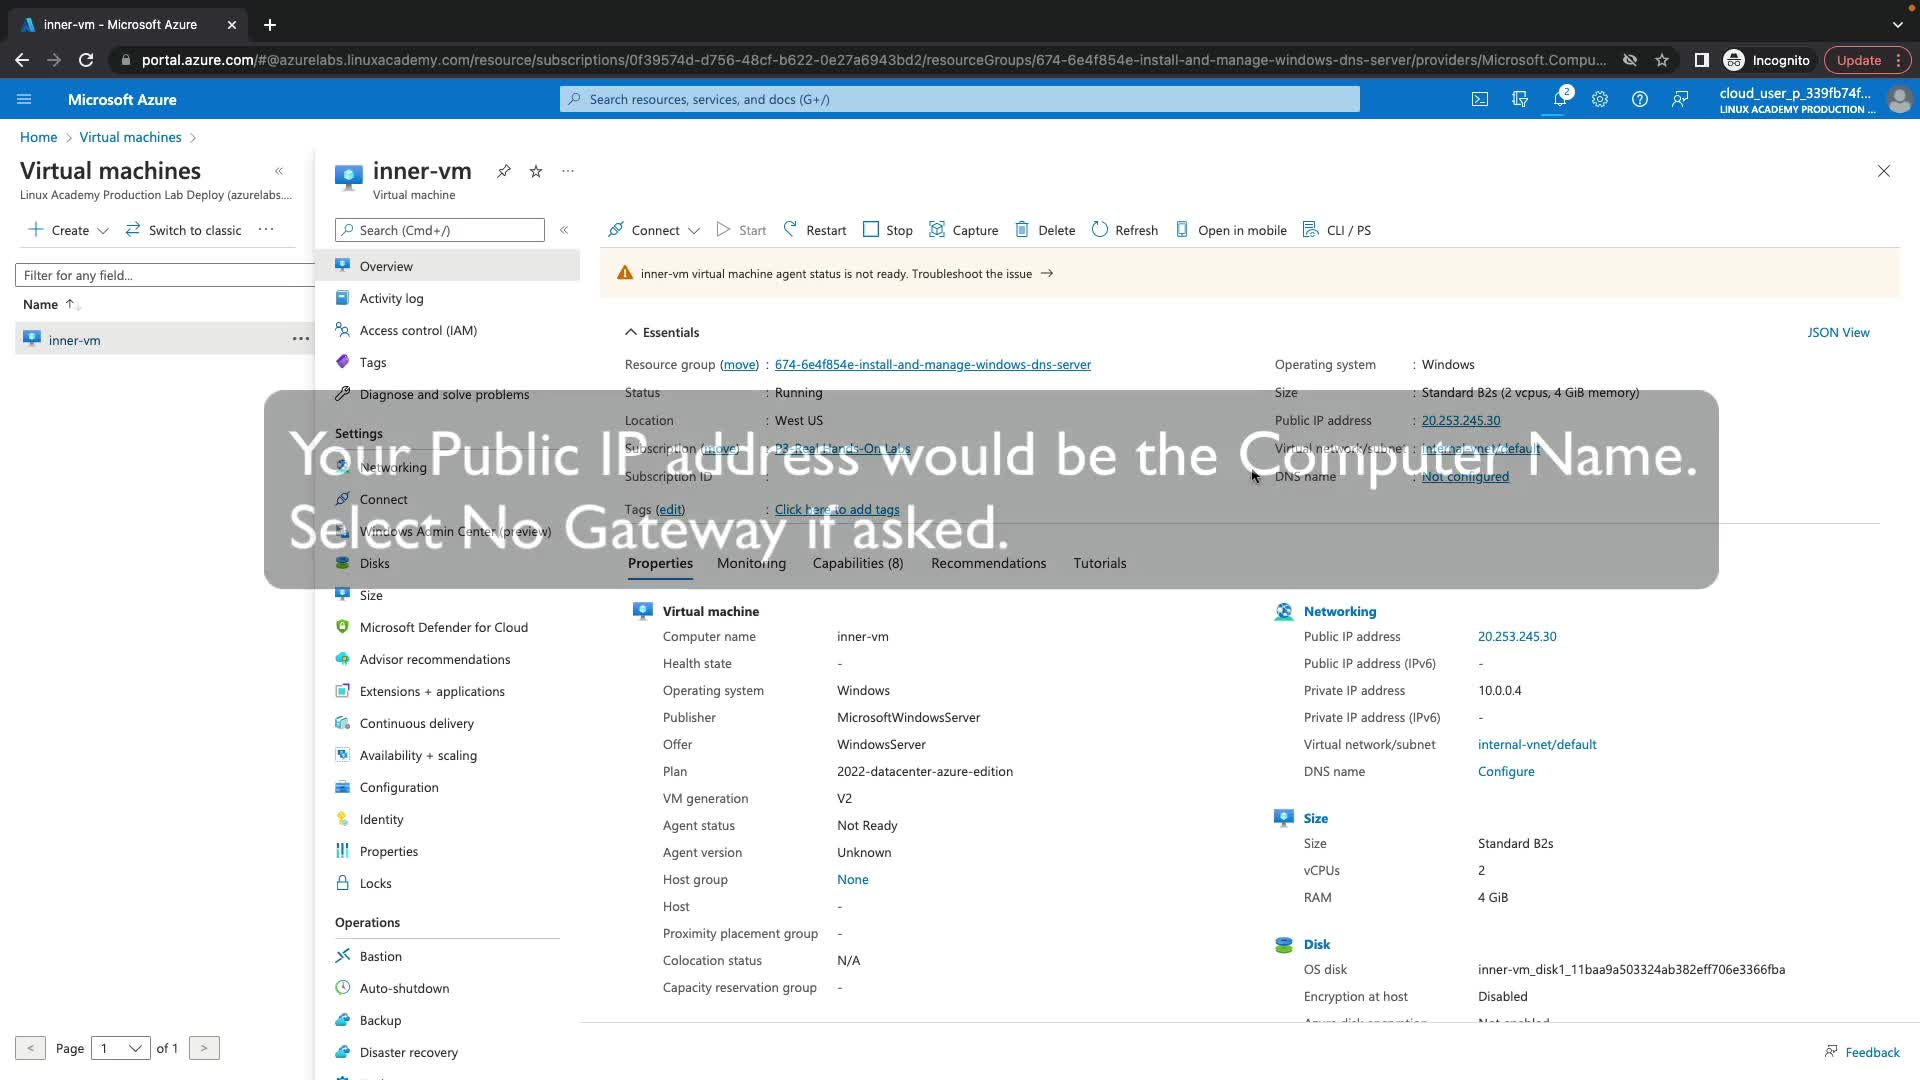 inner-vm - Microsoft Azure
portal.azure.com/#@azurelabs.linuxacademy.com/resource/subscriptions/0f39574d-d756-48cf-b622-0e27a6943bd2/resourceGroups/674-6e4f854e-install-and-manage-windows-dns-server/providers/Microsoft.Compu...
Incognito
Update
Microsoft Azure
Search resources, services, and docs (G+/)
2
cloud_user_p_339fb74f...
LINUX ACADEMY PRODUCTION ...
Home > Virtual machines >
Virtual machines
Linux Academy Production Lab Deploy (azurelabs....
Create
Switch to classic
Filter for any field...
Name
inner-vm
Page 1 of 1
inner-vm
Virtual machine
Search (Cmd+/)
Overview
Activity log
Access control (IAM)
Tags
Diagnose and solve problems
Settings
Networking
Connect
Windows Admin Center (preview)
Disks
Size
Microsoft Defender for Cloud
Advisor recommendations
Extensions + applications
Continuous delivery
Availability + scaling
Configuration
Identity
Properties
Locks
Operations
Bastion
Auto-shutdown
Backup
Disaster recovery
Connect Start Restart Stop Capture Delete Refresh Open in mobile CLI / PS
inner-vm virtual machine agent status is not ready. Troubleshoot the issue →
Essentials
JSON View
Resource group (move) : 674-6e4f854e-install-and-manage-windows-dns-server
Status : Running
Location : West US
Subscription (move) : P3-Real Hands-On Labs
Subscription ID :
Tags (edit) : Click here to add tags
Operating system : Windows
Size : Standard B2s (2 vcpus, 4 GiB memory)
Public IP address : 20.253.245.30
Virtual network/subnet : internal-vnet/default
DNS name : Not configured
Your Public IP address would be the Computer Name.
Select No Gateway if asked.
Properties Monitoring Capabilities (8) Recommendations Tutorials
Virtual machine
Computer name inner-vm
Health state -
Operating system Windows
Publisher MicrosoftWindowsServer
Offer WindowsServer
Plan 2022-datacenter-azure-edition
VM generation V2
Agent status Not Ready
Agent version Unknown
Host group None
Host -
Proximity placement group -
Colocation status N/A
Capacity reservation group -
Networking
Public IP address 20.253.245.30
Public IP address (IPv6) -
Private IP address 10.0.0.4
Private IP address (IPv6) -
Virtual network/subnet internal-vnet/default
DNS name Configure
Size
Size Standard B2s
vCPUs 2
RAM 4 GiB
Disk
OS disk inner-vm_disk1_11baa9a503324ab382eff706e3366fba
Encryption at host Disabled
Feedback